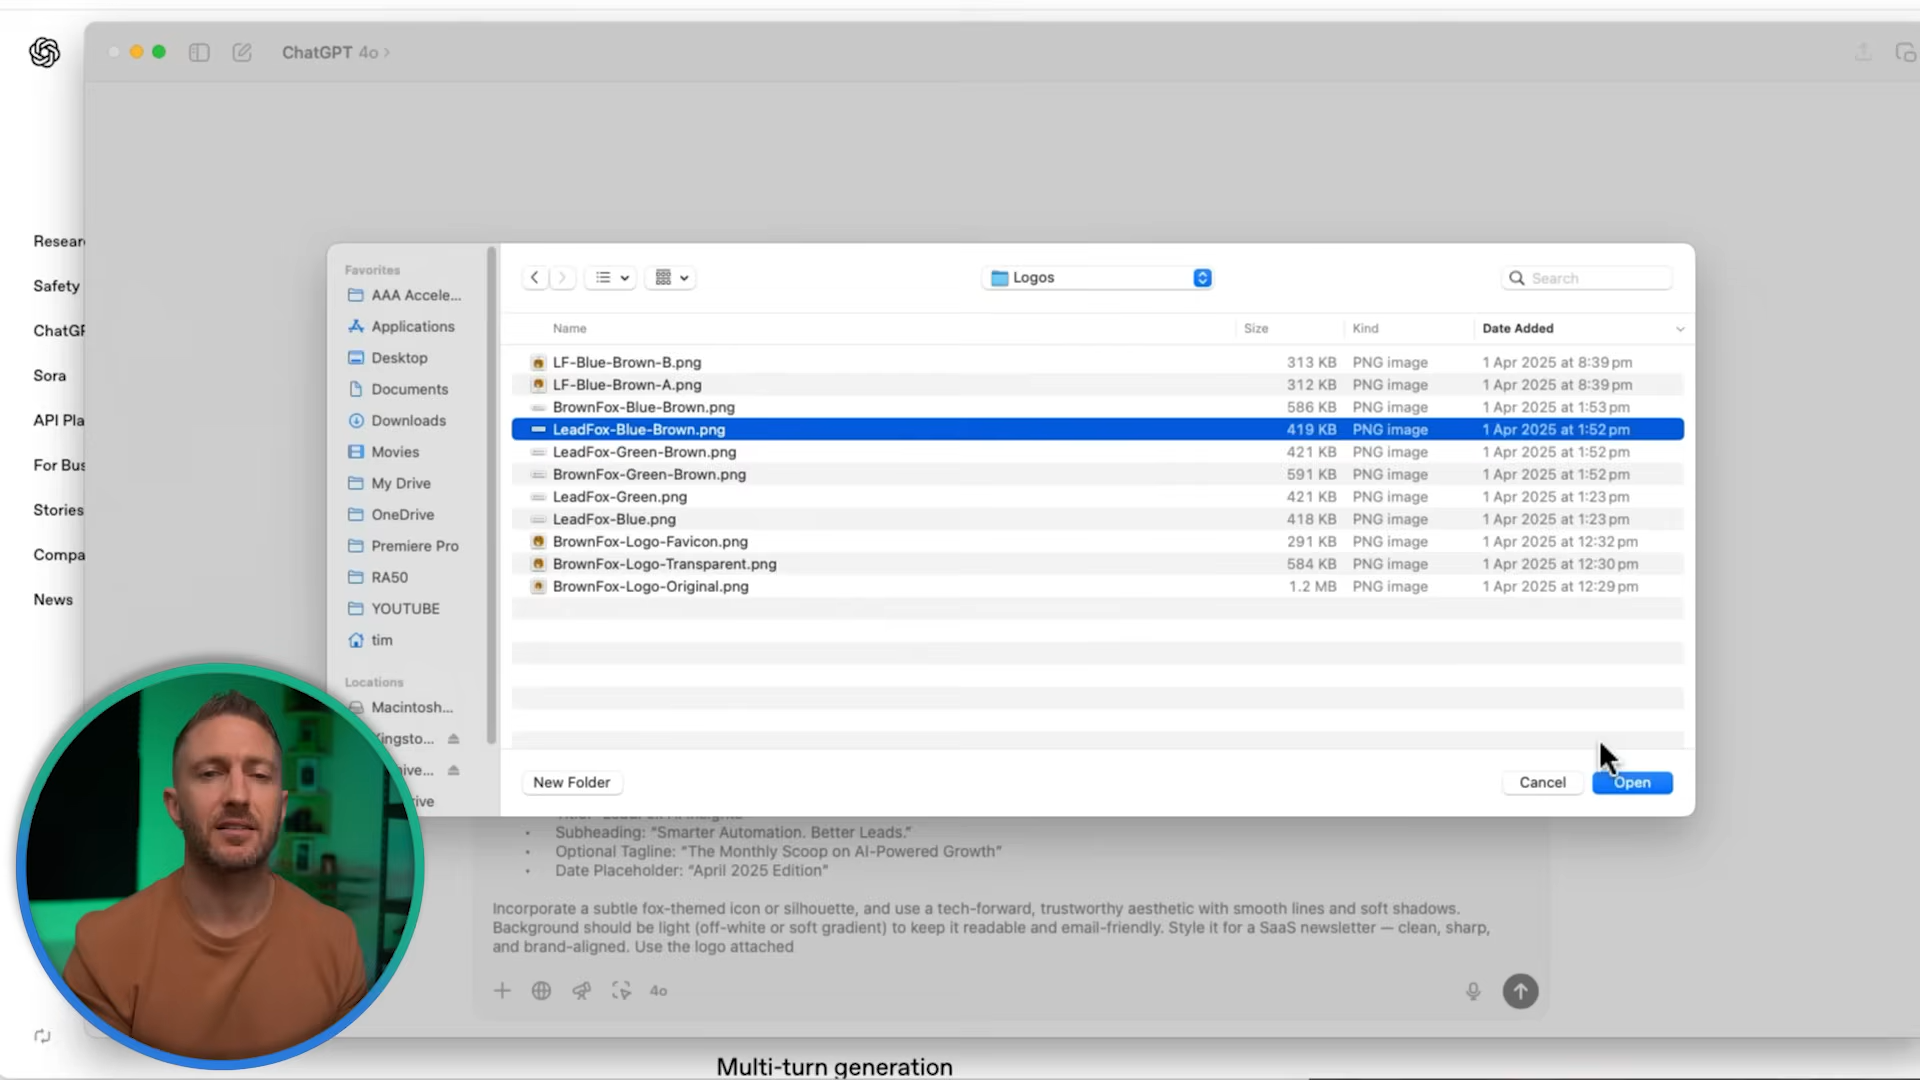 ChatGPT 4o >
Resear
Safety
ChatGP
Sora
API Pla
For Bus
Stories
Compa
News
Favorites
AAA Accele...
Applications
Desktop
Documents
Downloads
Movies
My Drive
OneDrive
Premiere Pro
RA50
YOUTUBE
tim
Locations
Macintosh...
ingsto...
ive...
rive
Logos
Search
Name Size Kind Date Added
LF-Blue-Brown-B.png 313 KB PNG image 1 Apr 2025 at 8:39 pm
LF-Blue-Brown-A.png 312 KB PNG image 1 Apr 2025 at 8:39 pm
BrownFox-Blue-Brown.png 586 KB PNG image 1 Apr 2025 at 1:53 pm
LeadFox-Blue-Brown.png 419 KB PNG image 1 Apr 2025 at 1:52 pm
LeadFox-Green-Brown.png 421 KB PNG image 1 Apr 2025 at 1:52 pm
BrownFox-Green-Brown.png 591 KB PNG image 1 Apr 2025 at 1:52 pm
LeadFox-Green.png 421 KB PNG image 1 Apr 2025 at 1:23 pm
LeadFox-Blue.png 418 KB PNG image 1 Apr 2025 at 1:23 pm
BrownFox-Logo-Favicon.png 291 KB PNG image 1 Apr 2025 at 12:32 pm
BrownFox-Logo-Transparent.png 584 KB PNG image 1 Apr 2025 at 12:30 pm
BrownFox-Logo-Original.png 1.2 MB PNG image 1 Apr 2025 at 12:29 pm
New Folder Cancel Open
• Subheading: “Smarter Automation. Better Leads.”
• Optional Tagline: “The Monthly Scoop on AI-Powered Growth”
• Date Placeholder: “April 2025 Edition”
Incorporate a subtle fox-themed icon or silhouette, and use a tech-forward, trustworthy aesthetic with smooth lines and soft shadows.
Background should be light (off-white or soft gradient) to keep it readable and email-friendly. Style it for a SaaS newsletter — clean, sharp,
and brand-aligned. Use the logo attached
4o
Multi-turn generation